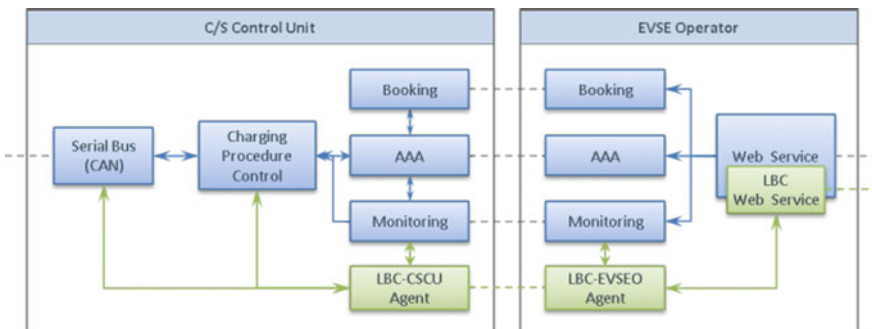 C/S Control Unit
EVSE Operator
Booking
Booking
Serial Bus
(CAN)
Charging
Procedure
Control
AAA
AAA
Web Service
LBC
Web Service
Monitoring
Monitoring
LBC-CSCU
Agent
LBC-EVSEO
Agent